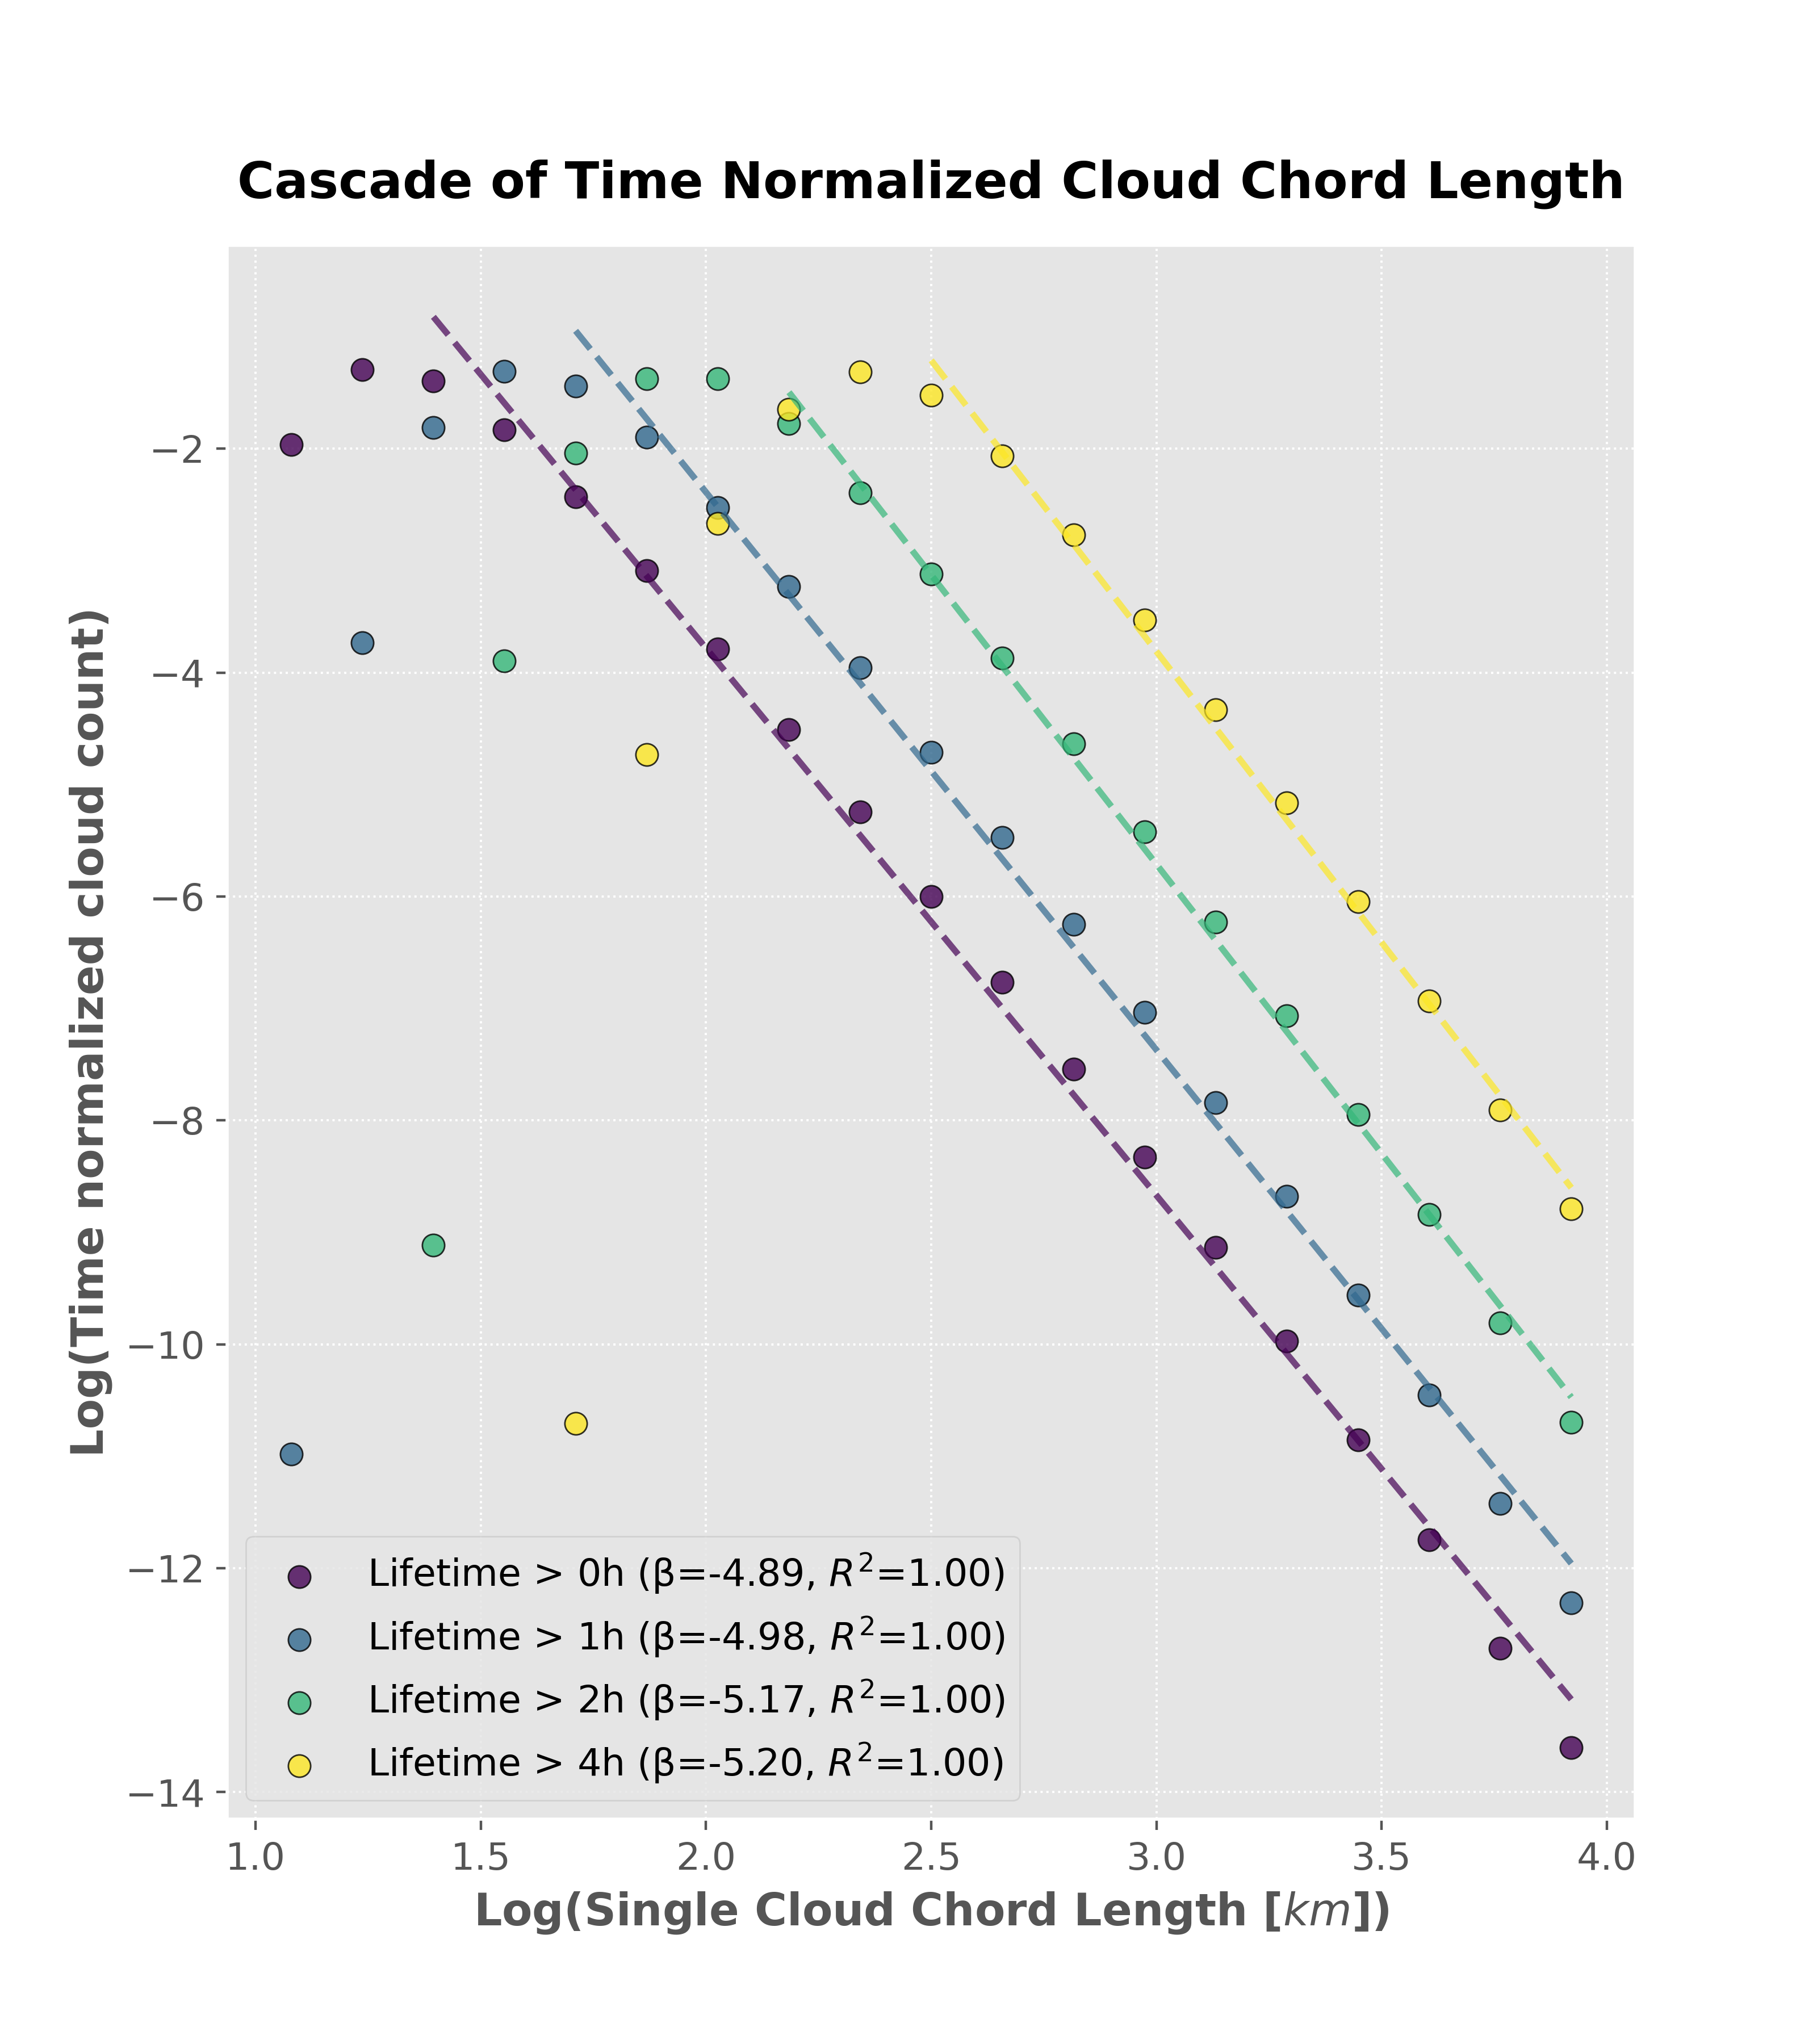 Cascade of Time Normalized Cloud Chord Length
Log(Time normalized cloud count)
−2
−4
−6
−8
−10
−12
−14
Lifetime > 0h (β=-4.89, R²=1.00)
Lifetime > 1h (β=-4.98, R²=1.00)
Lifetime > 2h (β=-5.17, R²=1.00)
Lifetime > 4h (β=-5.20, R²=1.00)
1.0 1.5 2.0 2.5 3.0 3.5 4.0
Log(Single Cloud Chord Length [km])